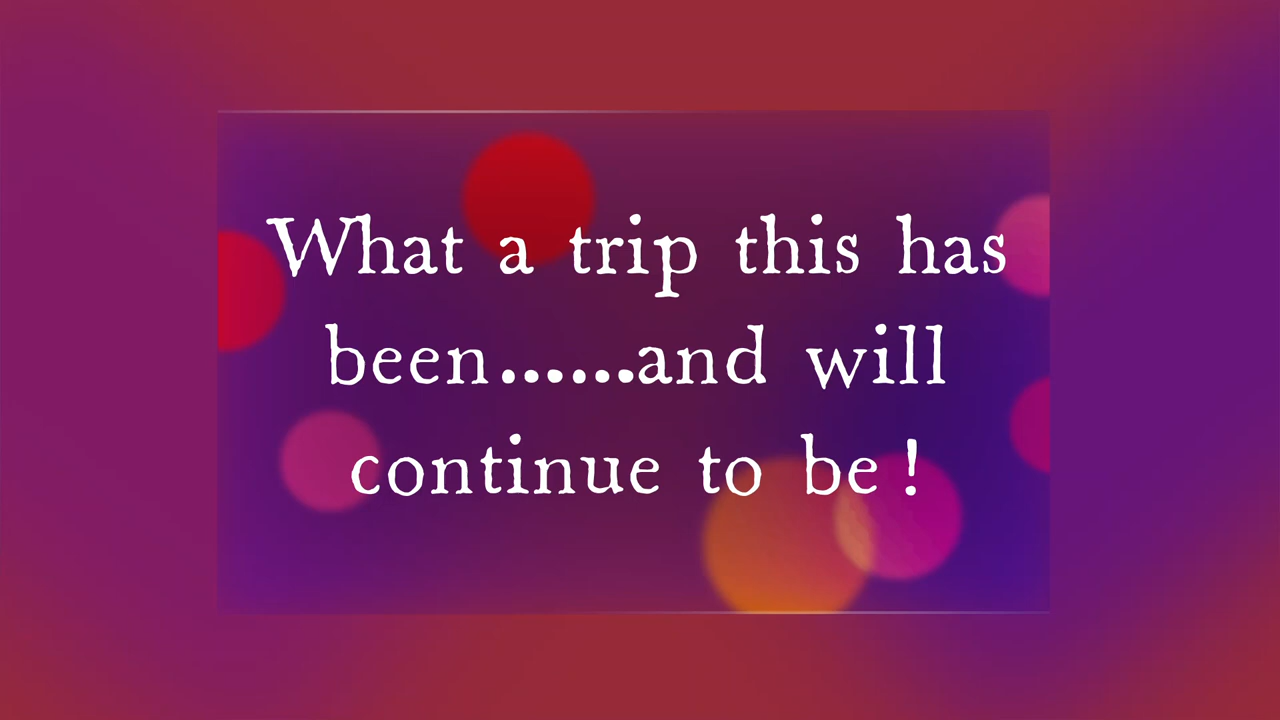 What a trip this has
been......and will
continue to be !